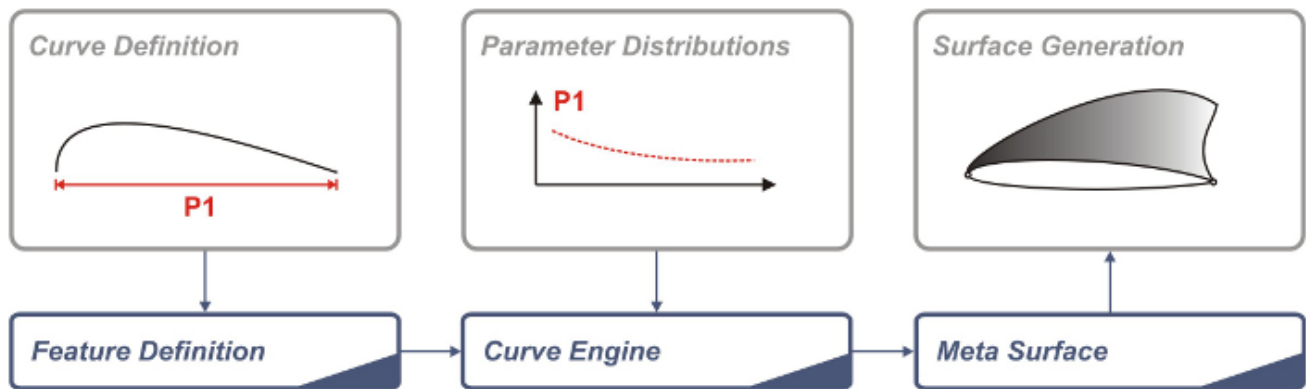 Curve Definition
Parameter Distributions
Surface Generation
P1
P1
Feature Definition
Curve Engine
Meta Surface